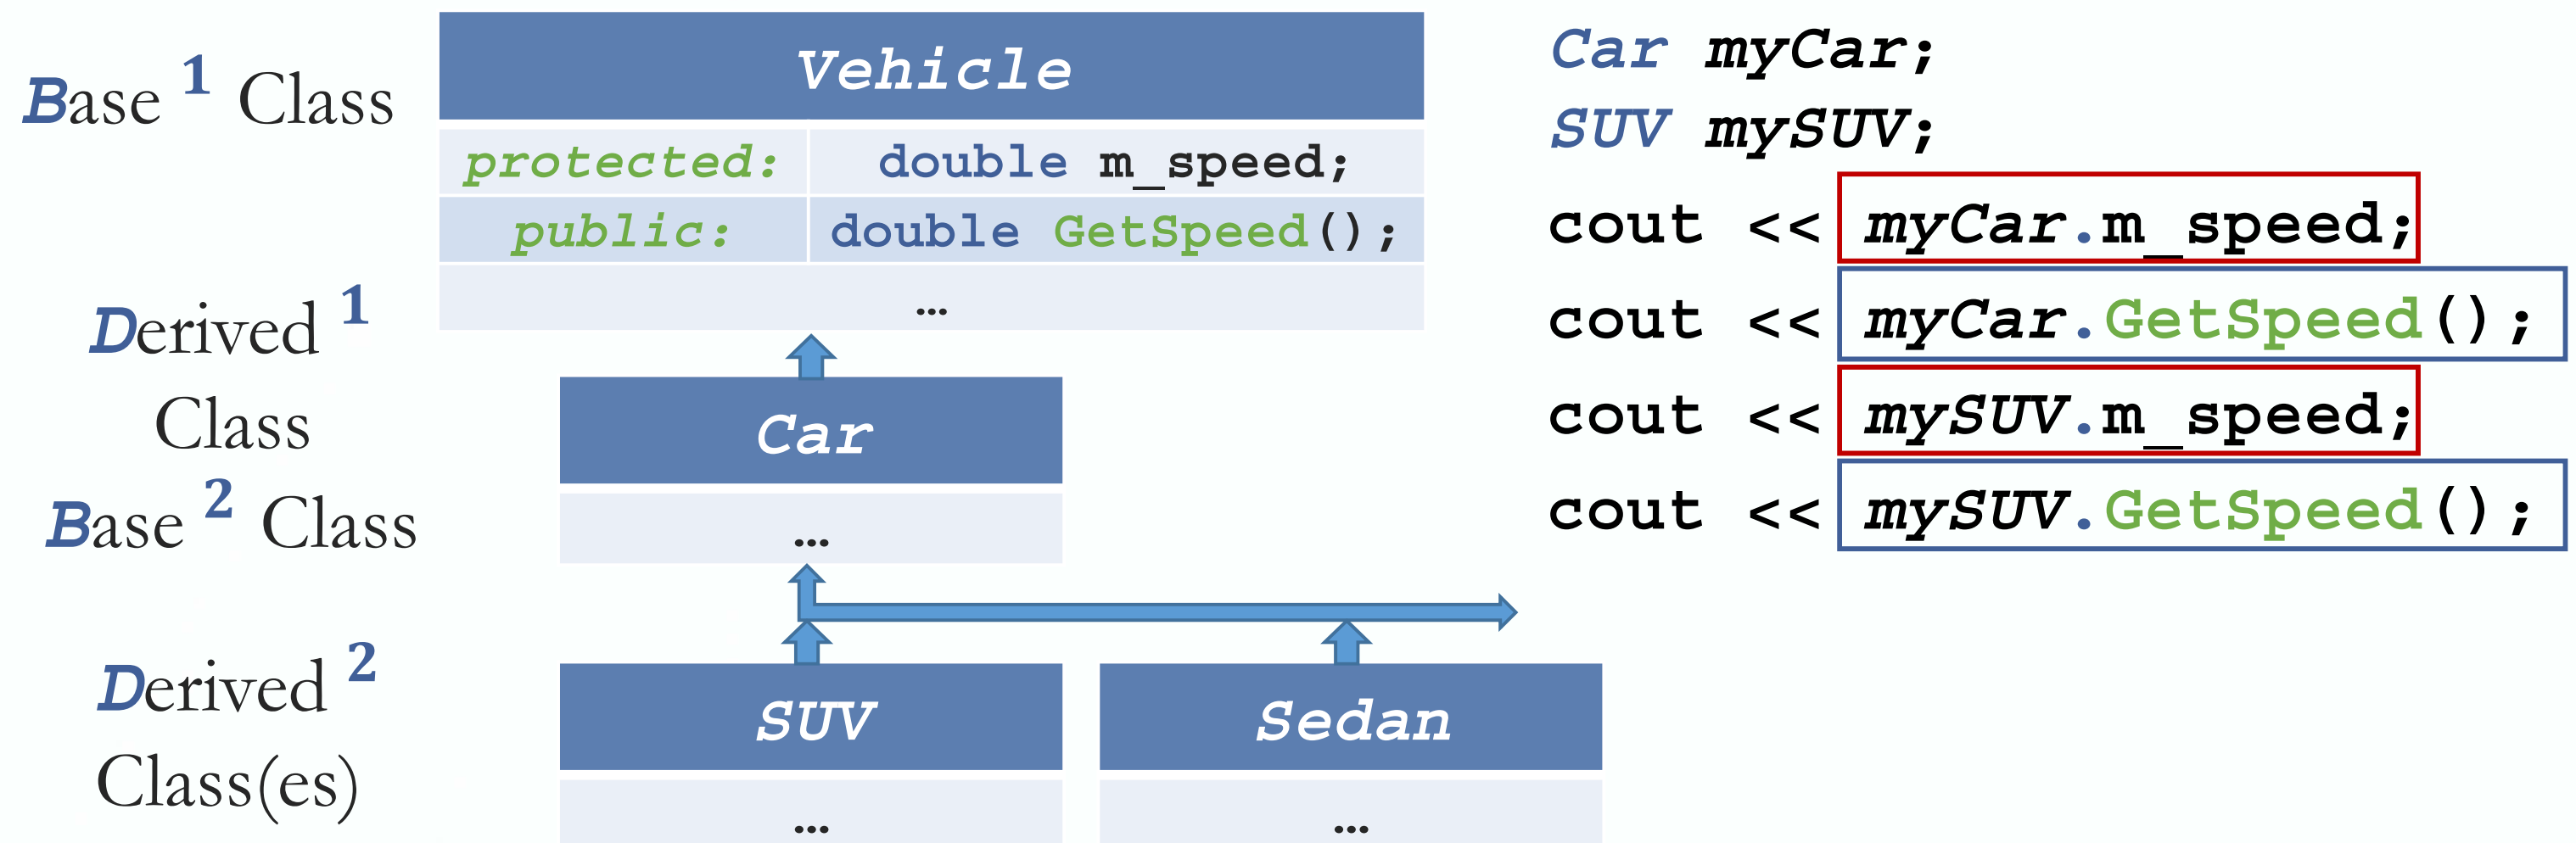 Base 1 Class
Vehicle
protected: double m_speed;
public: double GetSpeed();
...
Derived 1
Class
Car
Base 2 Class
...
Derived 2
Class(es)
SUV
...
Sedan
...
Car myCar;
SUV mySUV;
cout << myCar.m_speed;
cout << myCar.GetSpeed();
cout << mySUV.m_speed;
cout << mySUV.GetSpeed();